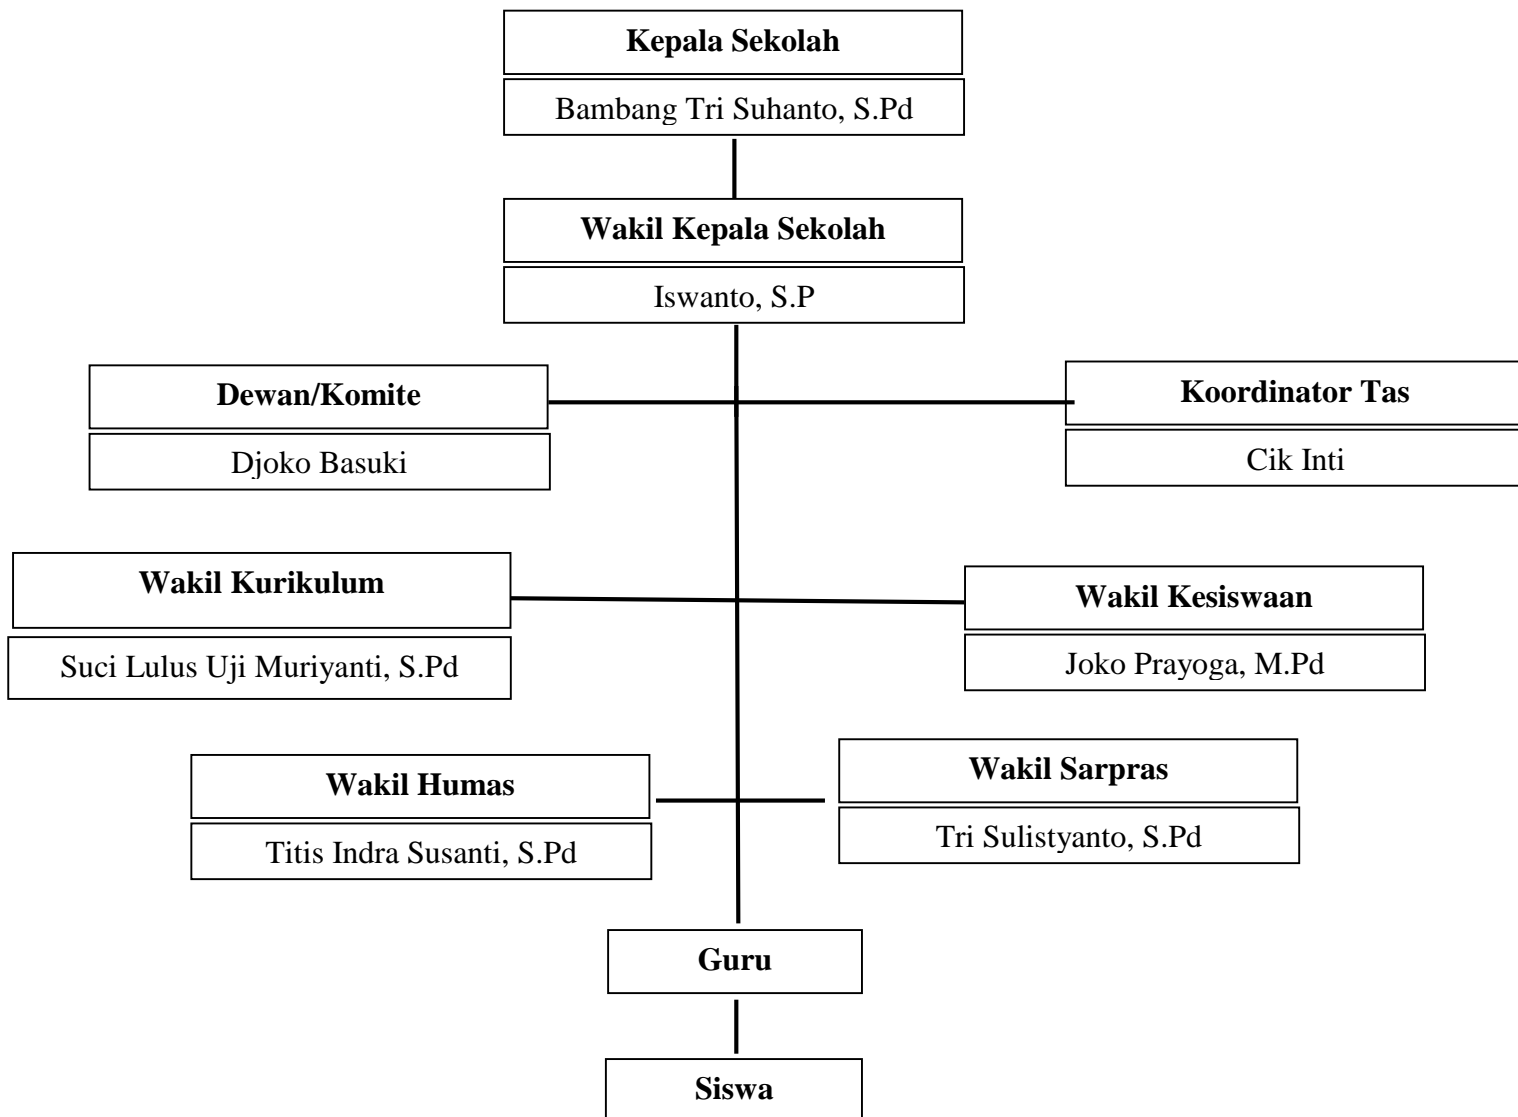 Kepala Sekolah
Bambang Tri Suhanto, S.Pd
Wakil Kepala Sekolah
Iswanto, S.P
Dewan/Komite
Djoko Basuki
Koordinator Tas
Cik Inti
Wakil Kurikulum
Suci Lulus Uji Muriyanti, S.Pd
Wakil Kesiswaan
Joko Prayoga, M.Pd
Wakil Humas
Titis Indra Susanti, S.Pd
Wakil Sarpras
Tri Sulistyanto, S.Pd
Guru
Siswa